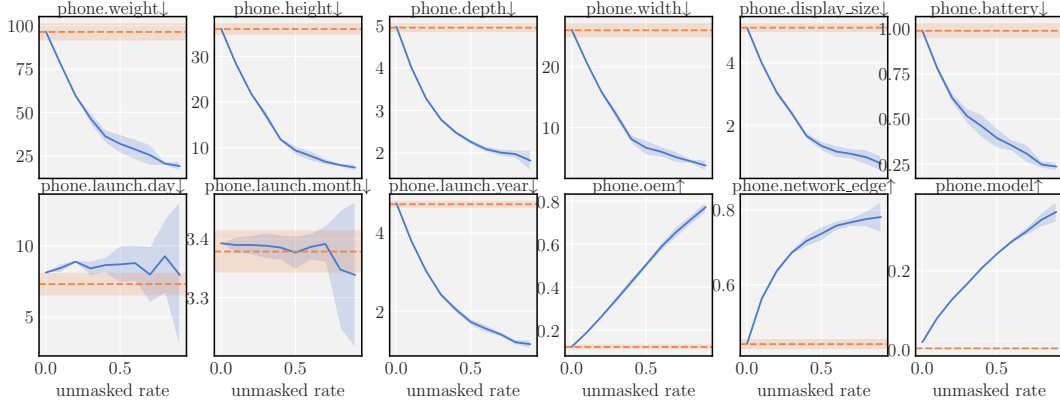 phone.weight↓ phone.height↓ phone.depth↓ phone.width↓ phone.display_size↓ phone.battery↓
100 75 50 25
30 20 10
5 4 3 2
20 10
4 2
1.00 0.75 0.50 0.25
phone.launch.day↓ phone.launch.month↓ phone.launch.year↓ phone.oem↑ phone.network_edge↑ phone.model↑
10 5
3.4 3.3
4 2
0.8 0.6 0.4 0.2
0.8 0.6
0.2 0.0
0.0 0.5 0.0 0.5 0.0 0.5 0.0 0.5 0.0 0.5 0.0 0.5
unmasked rate unmasked rate unmasked rate unmasked rate unmasked rate unmasked rate